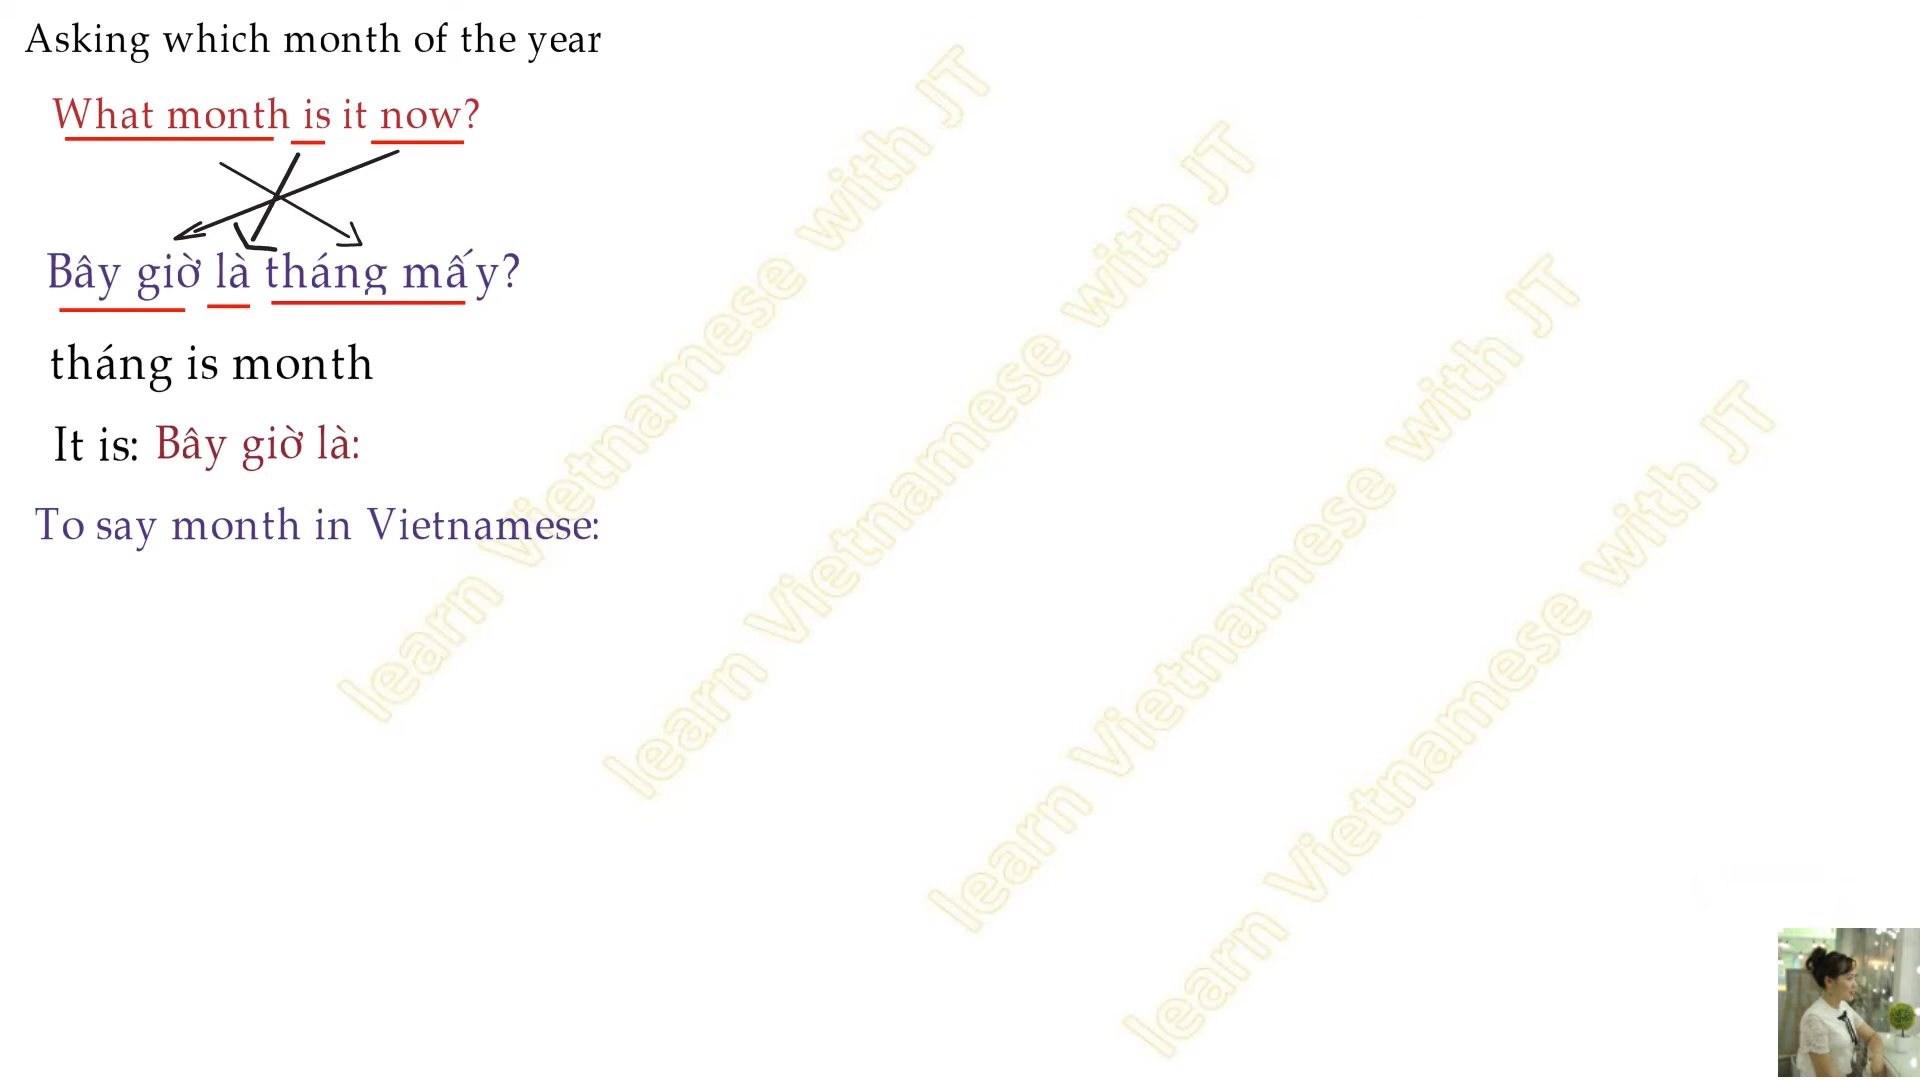 Asking which month of the year
What month is it now?
Bây giờ là tháng mấy?
tháng is month
It is: Bây giờ là:
To say month in Vietnamese:
learn Vietnamese with JT
learn Vietnamese with JT
learn Vietnamese with JT
learn Vietnamese with JT